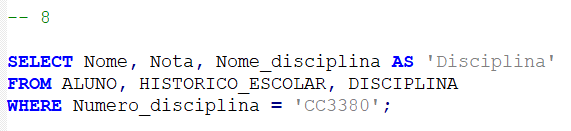 -- 8
SELECT Nome, Nota, Nome_disciplina AS 'Disciplina'
FROM ALUNO, HISTORICO_ESCOLAR, DISCIPLINA
WHERE Numero_disciplina = 'CC3380';